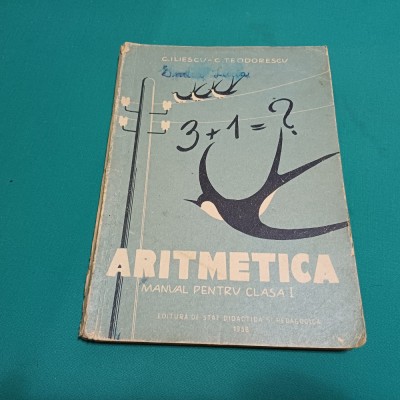 C. ILIESCU - C. TEODORESCU
3+1=?
ARITMETICA
MANUAL PENTRU CLASA I
EDITURA DE STAT DIDACTICĂ ȘI PEDAGOGICĂ